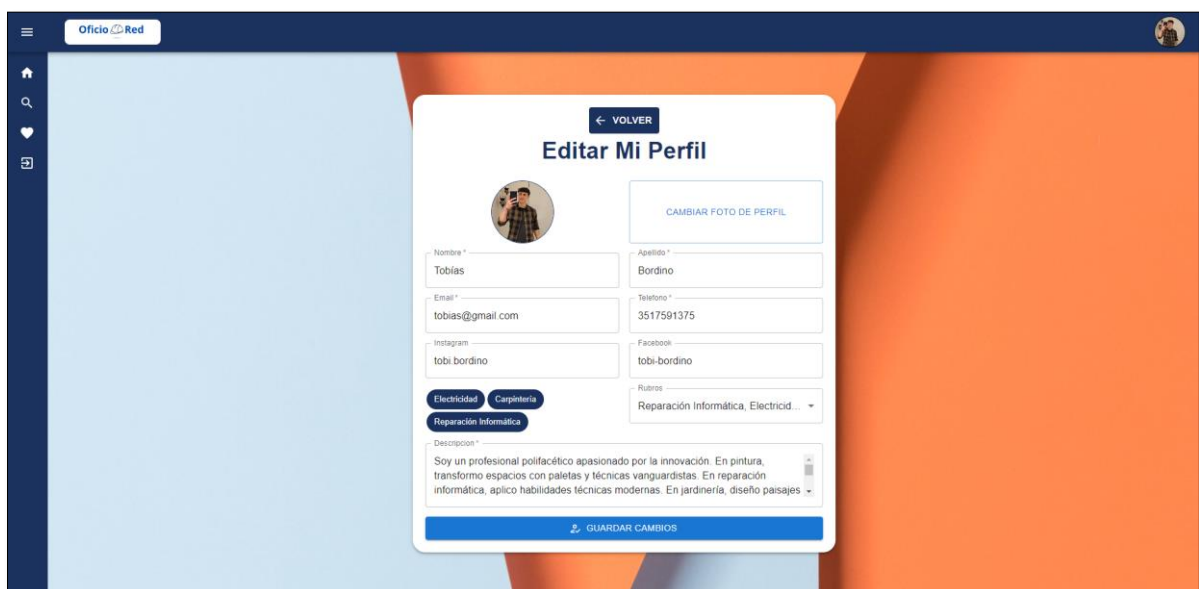 Oficio Red
VOLVER
Editar Mi Perfil
CAMBIAR FOTO DE PERFIL
Nombre *
Tobías
Apellido *
Bordino
Email *
tobias@gmail.com
Telefono *
3517591375
Instagram
tobi.bordino
Facebook
tobi-bordino
Electricidad
Carpintería
Reparación Informática
Rubros
Reparación Informática, Electricid...
Descripcion *
Soy un profesional polifacético apasionado por la innovación. En pintura,
transformo espacios con paletas y técnicas vanguardistas. En reparación
informática, aplico habilidades técnicas modernas. En jardinería, diseño paisajes
GUARDAR CAMBIOS